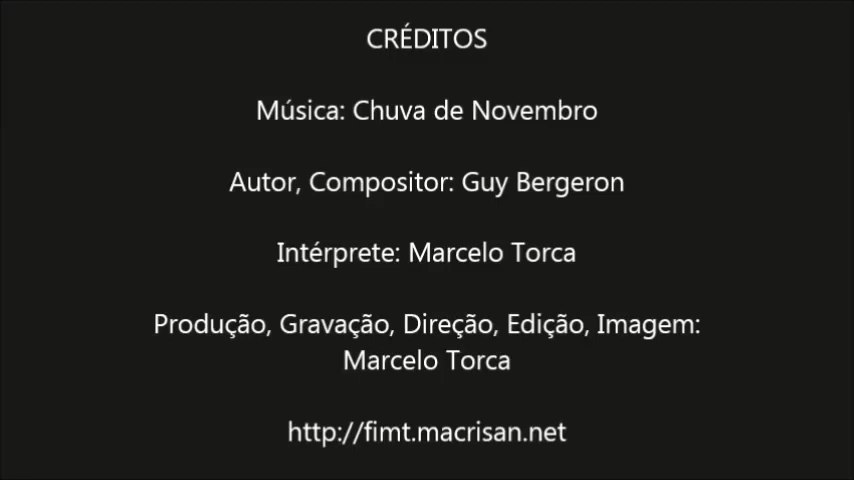 CRÉDITOS
Música: Chuva de Novembro
Autor, Compositor: Guy Bergeron
Intérprete: Marcelo Torca
Produção, Gravação, Direção, Edição, Imagem:
Marcelo Torca
http://fimt.macrisan.net